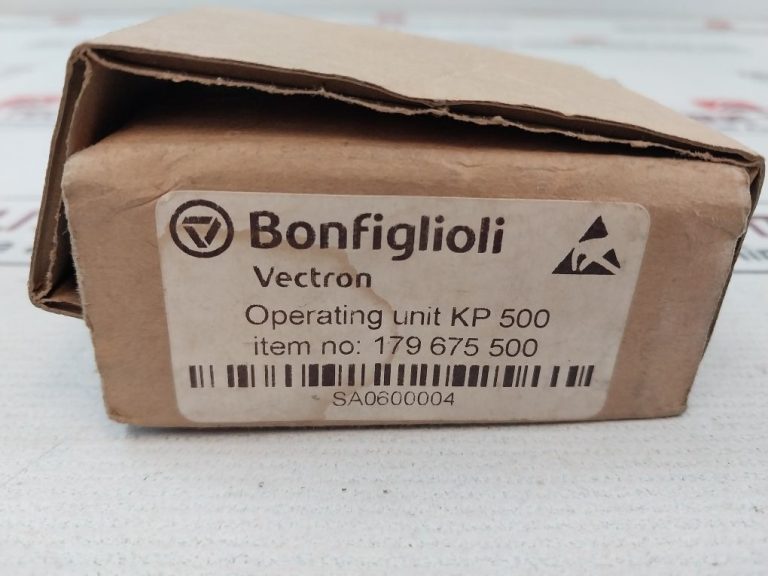 Bonfiglioli
Vectron
Operating unit KP 500
item no: 179 675 500
SA0600004